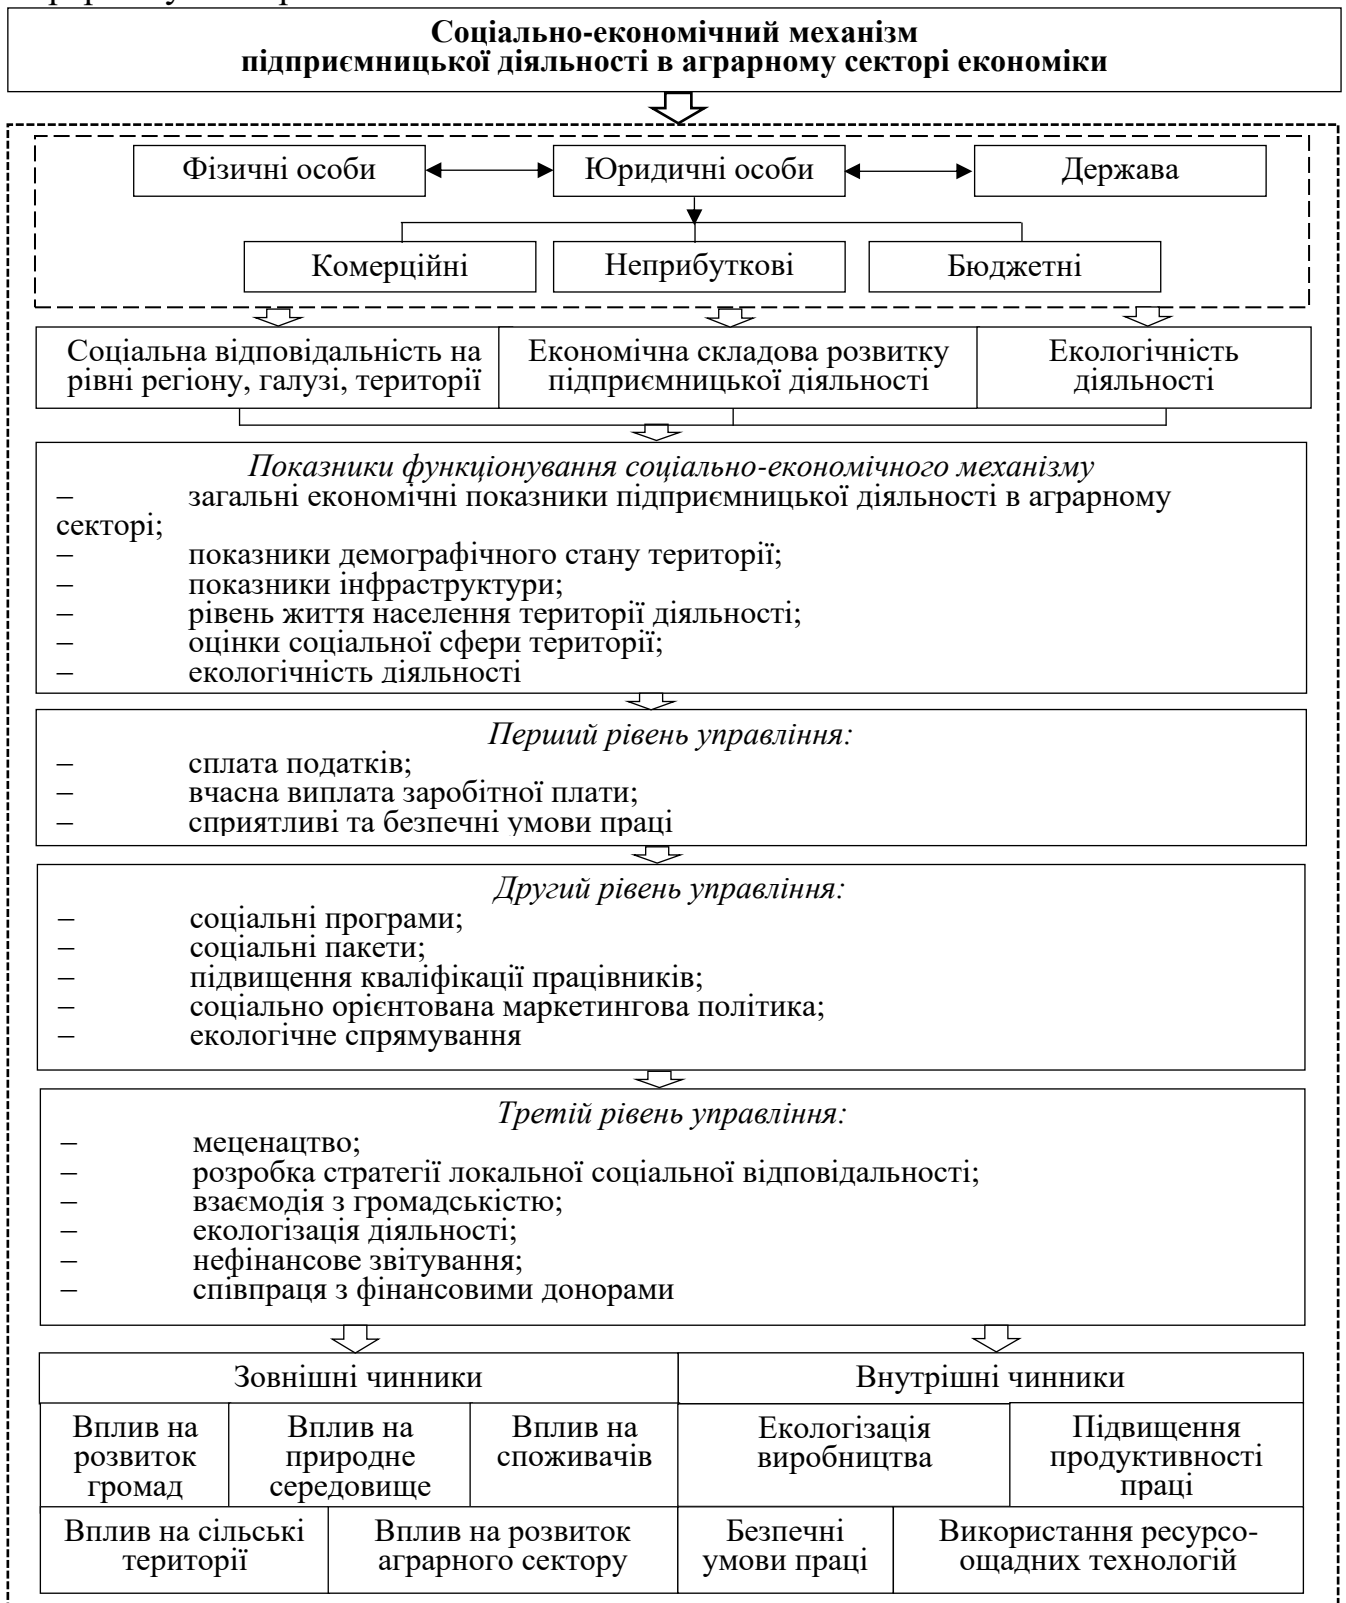 Соціально-економічний механізм
підприємницької діяльності в аграрному секторі економіки
Фізичні особи
Юридичні особи
Держава
Комерційні
Неприбуткові
Бюджетні
Соціальна відповідальність на
рівні регіону, галузі, території
Економічна складова розвитку
підприємницької діяльності
Екологічність
діяльності
Показники функціонування соціально-економічного механізму
– загальні економічні показники підприємницької діяльності в аграрному
секторі;
– показники демографічного стану території;
– показники інфраструктури;
– рівень життя населення території діяльності;
– оцінки соціальної сфери території;
– екологічність діяльності
Перший рівень управління:
– сплата податків;
– вчасна виплата заробітної плати;
– сприятливі та безпечні умови праці
Другий рівень управління:
– соціальні програми;
– соціальні пакети;
– підвищення кваліфікації працівників;
– соціально орієнтована маркетингова політика;
– екологічне спрямування
Третій рівень управління:
– меценацтво;
– розробка стратегії локальної соціальної відповідальності;
– взаємодія з громадськістю;
– екологізація діяльності;
– нефінансове звітування;
– співпраця з фінансовими донорами
Зовнішні чинники
Внутрішні чинники
Вплив на
розвиток
громад
Вплив на
природне
середовище
Вплив на
споживачів
Екологізація
виробництва
Підвищення
продуктивності
праці
Вплив на сільські
території
Вплив на розвиток
аграрного сектору
Безпечні
умови праці
Використання ресурсо-
ощадних технологій